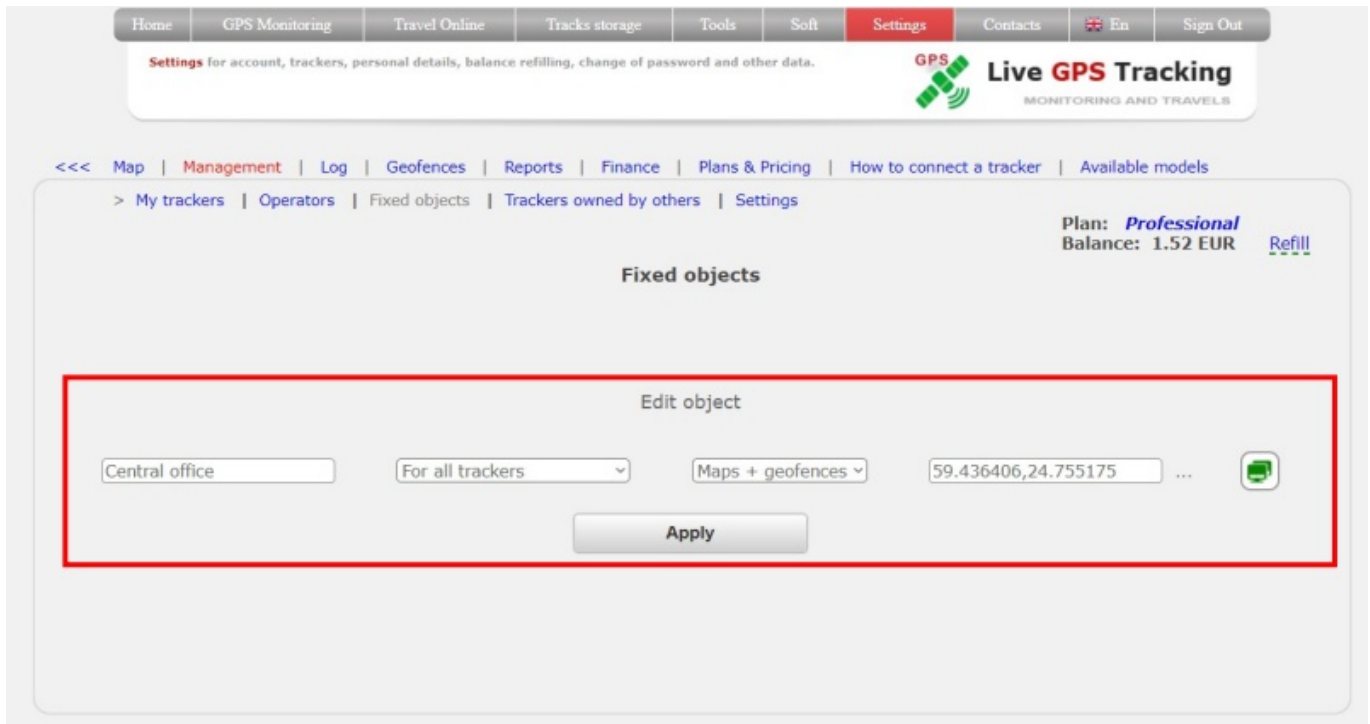 Home GPS Monitoring Travel Online Tracks storage Tools Soft Settings Contacts En Sign Out
Settings for account, trackers, personal details, balance refilling, change of password and other data.
GPS
Live GPS Tracking
MONITORING AND TRAVELS
<<< Map | Management | Log | Geofences | Reports | Finance | Plans & Pricing | How to connect a tracker | Available models
> My trackers | Operators | Fixed objects | Trackers owned by others | Settings
Plan: Professional
Balance: 1.52 EUR Refill
Fixed objects
Edit object
Central office For all trackers Maps + geofences 59.436406,24.755175 ...
Apply